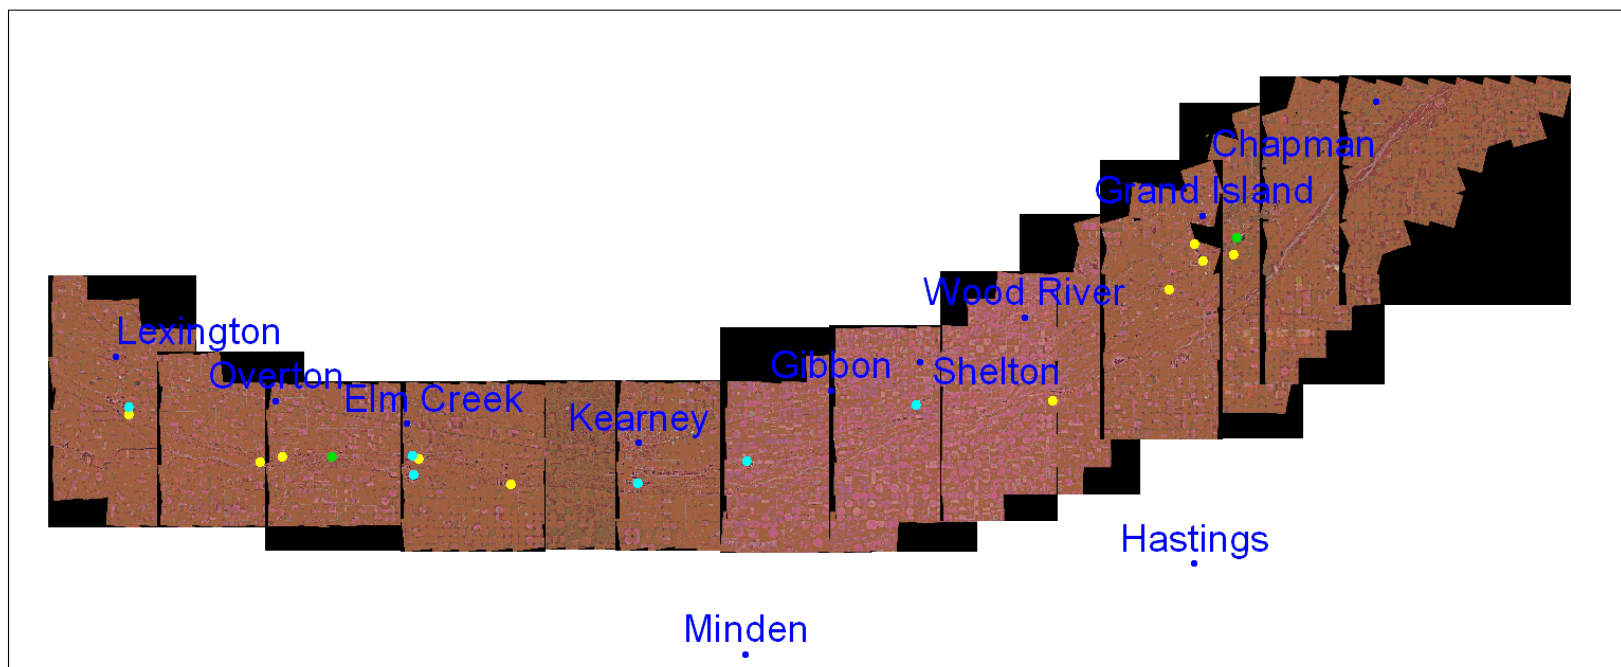 Chapman
Grand Island
Wood River
Lexington
Gibbon
Shelton
Overton
Elm Creek
Kearney
Hastings
Minden